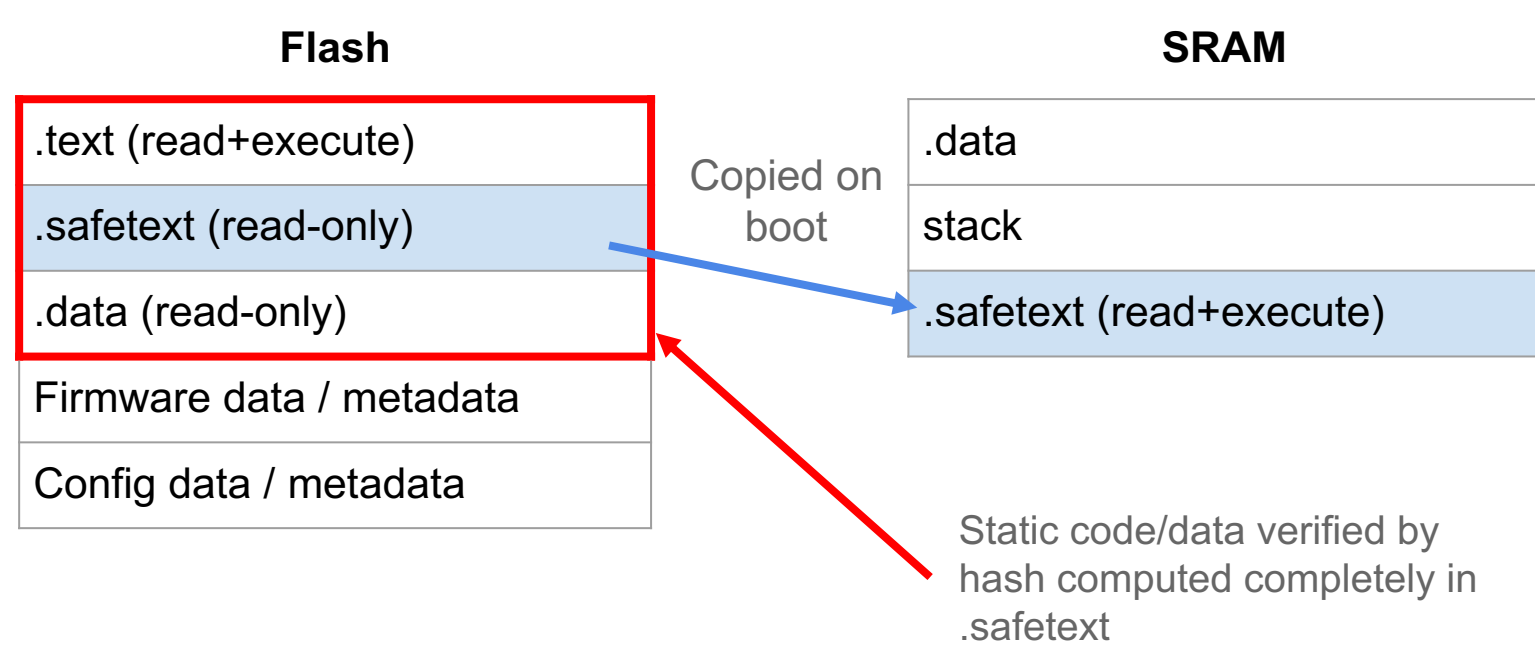 Flash
SRAM
.text (read+execute)
.safetext (read-only)
.data (read-only)
Firmware data / metadata
Config data / metadata
Copied on
boot
.data
stack
.safetext (read+execute)
Static code/data verified by
hash computed completely in
.safetext